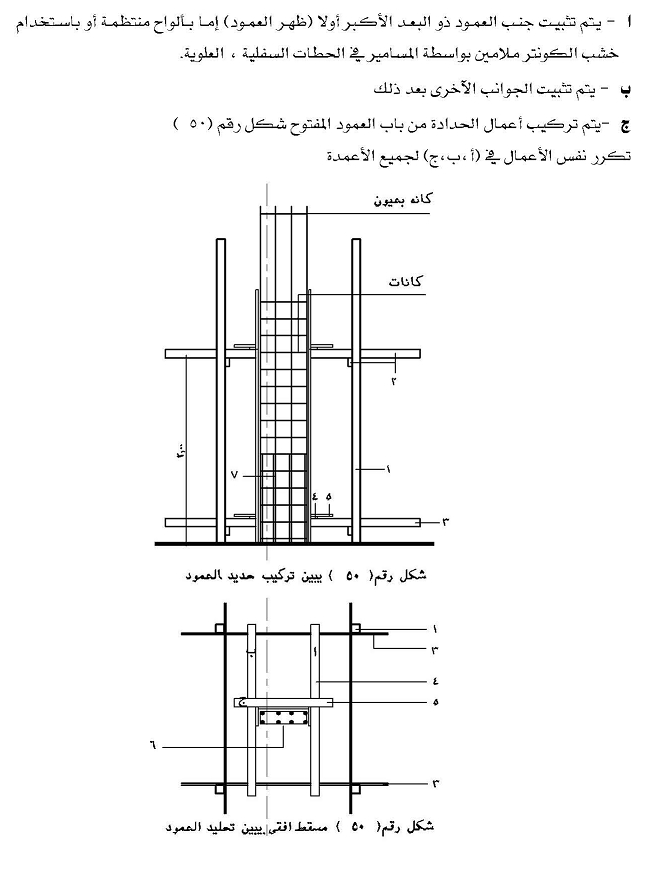 أ - يتم تثبيت جنب العمود ذو البعد الأكبر أولا (ظهر العمود) إما بألواح منتظمة أو باستخدام
خشب الكونتر ملامين بواسطة المسامير في الحطات السفلية ، العلوية.
ب - يتم تثبيت الجوانب الآخرى بعد ذلك
ج -يتم تركيب أعمال الحدادة من باب العمود المفتوح شكل رقم (٥٠ )
تكرر نفس الأعمال في (أ ،ب،ج) لجميع الأعمدة
كانه بعيون
كانات
٢
١
٧
٤ ٥
٣
شكل رقم( ٥٠ ) يبين تركيب حديد العمود
١
٣
ب
أ
٤
ج
٥
٦
٣
شكل رقم( ٥٠ ) مسقط افقى يبين تحليد العمود